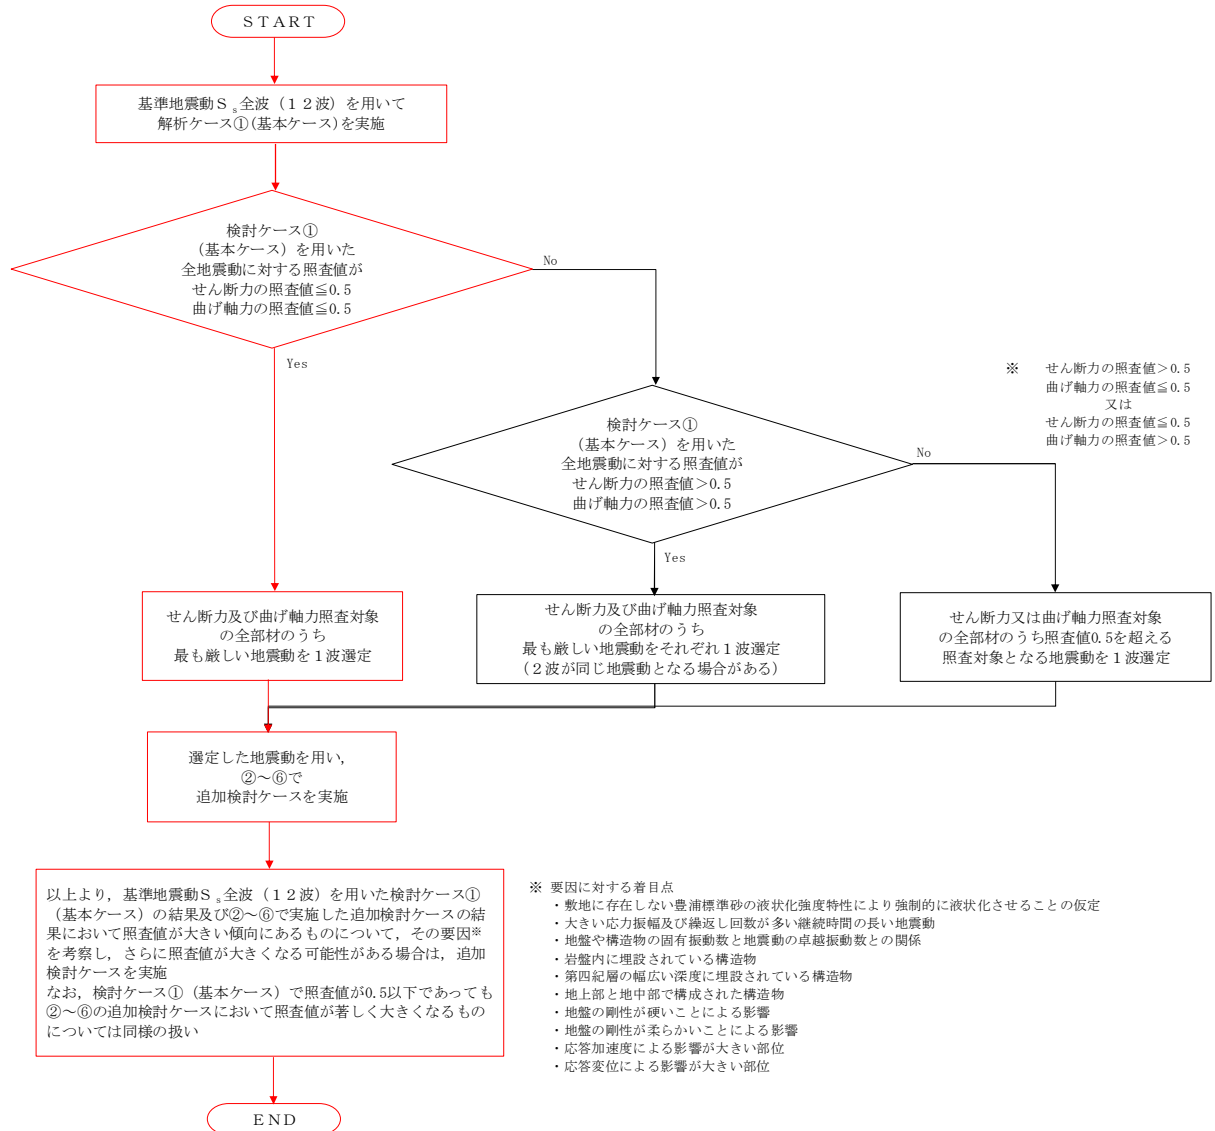 START
基準地震動Ｓs全波（１２波）を用いて
解析ケース①(基本ケース)を実施
検討ケース①
（基本ケース）を用いた
全地震動に対する照査値が
せん断力の照査値≦0.5
曲げ軸力の照査値≦0.5
No
Yes
※ せん断力の照査値＞0.5
曲げ軸力の照査値≦0.5
又は
せん断力の照査値≦0.5
曲げ軸力の照査値＞0.5
検討ケース①
（基本ケース）を用いた
全地震動に対する照査値が
せん断力の照査値＞0.5
曲げ軸力の照査値＞0.5
No
Yes
せん断力及び曲げ軸力照査対象
の全部材のうち
最も厳しい地震動を１波選定
せん断力及び曲げ軸力照査対象
の全部材のうち
最も厳しい地震動をそれぞれ１波選定
（２波が同じ地震動となる場合がある）
せん断力又は曲げ軸力照査対象
の全部材のうち照査値0.5を超える
照査対象となる地震動を１波選定
選定した地震動を用い，
②～⑥で
追加検討ケースを実施
以上より，基準地震動Ｓs全波（１２波）を用いた検討ケース①
（基本ケース）の結果及び②～⑥で実施した追加検討ケースの結
果において照査値が大きい傾向にあるものについて，その要因※
を考察し，さらに照査値が大きくなる可能性がある場合は，追加
検討ケースを実施
なお，検討ケース①（基本ケース）で照査値が0.5以下であっても
②～⑥の追加検討ケースにおいて照査値が著しく大きくなるもの
については同様の扱い
※ 要因に対する着目点
・敷地に存在しない豊浦標準砂の液状化強度特性により強制的に液状化させることの仮定
・大きい応力振幅及び繰返し回数が多い継続時間の長い地震動
・地盤や構造物の固有振動数と地震動の卓越振動数との関係
・岩盤内に埋設されている構造物
・第四紀層の幅広い深度に埋設されている構造物
・地上部と地中部で構成された構造物
・地盤の剛性が硬いことによる影響
・地盤の剛性が柔らかいことによる影響
・応答加速度による影響が大きい部位
・応答変位による影響が大きい部位
END